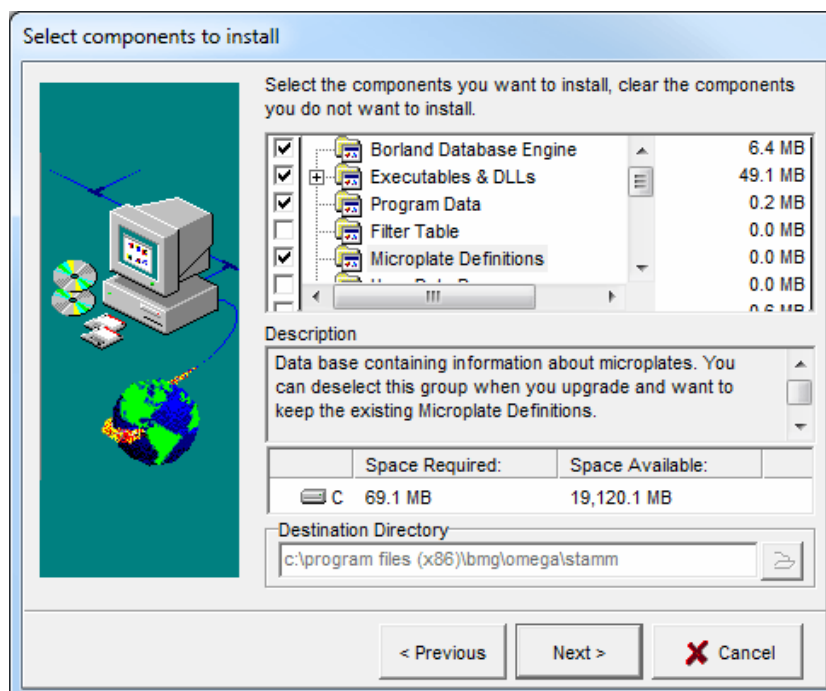 Select components to install
Select the components you want to install, clear the components
you do not want to install.
Borland Database Engine 6.4 MB
Executables & DLLs 49.1 MB
Program Data 0.2 MB
Filter Table 0.0 MB
Microplate Definitions 0.0 MB
0.0 MB
0.6 MB
Description
Data base containing information about microplates. You
can deselect this group when you upgrade and want to
keep the existing Microplate Definitions.
Space Required: Space Available:
C 69.1 MB 19,120.1 MB
Destination Directory
c:\program files (x86)\bmg\omega\stamm
< Previous Next > Cancel